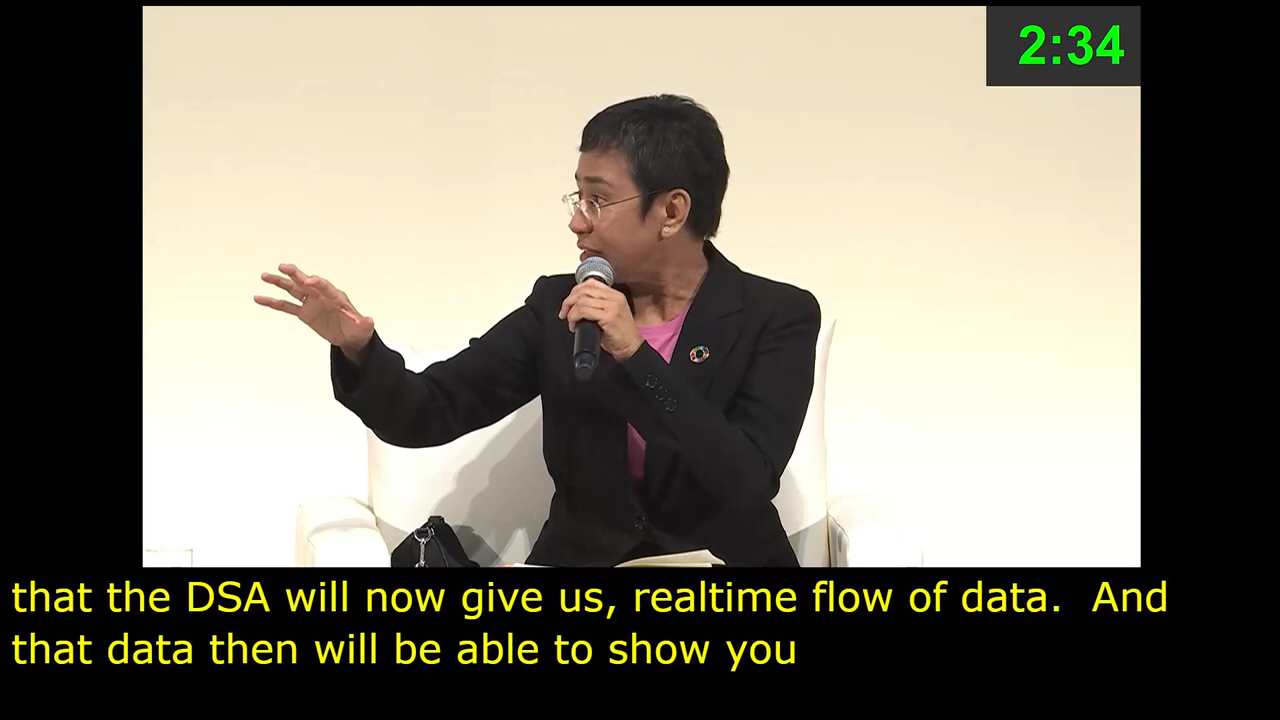 2:34
that the DSA will now give us, realtime flow of data.  And
that data then will be able to show you